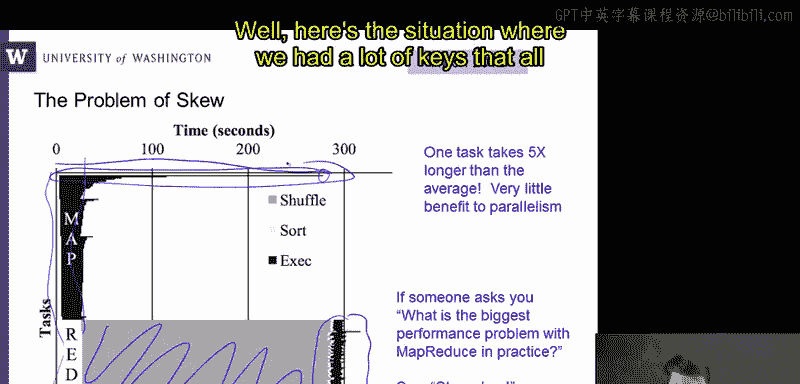 GPT中英字幕课程资源@bilibili.com
Well, here's the situation where
we had a lot of keys that all
W
UNIVERSITY of WASHINGTON
The Problem of Skew
Time (seconds)
0 100 200 300
One task takes 5X
longer than the
average! Very little
benefit to parallelism
Shuffle
Sort
Exec
M
A
P
Tasks
R
E
D
If someone asks you
"What is the biggest
performance problem with
MapReduce in practice?"